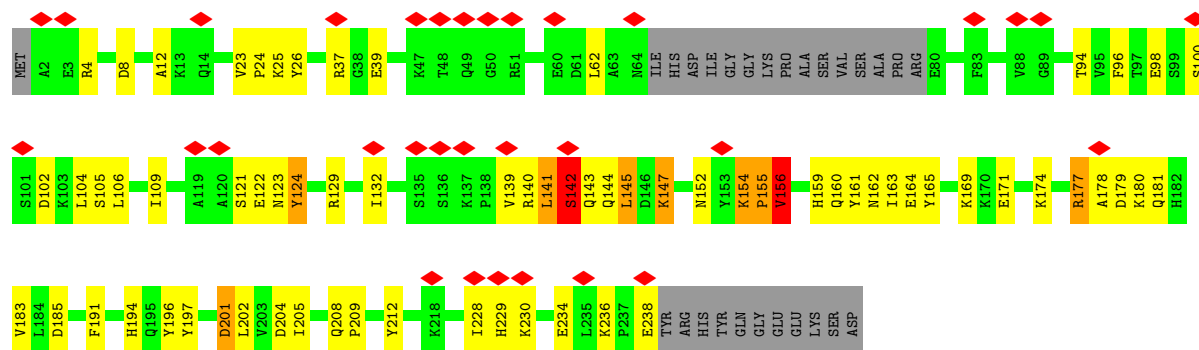 MET A2 E3 R4 D8 A12 K13 Q14 V23 P24 K25 Y26 R37 G38 E39 K47 T48 Q49 G50 R51 E60 D61 L62 A63 N64 ILE HIS ASP ILE GLY GLY LYS PRO ALA SER VAL SER ALA PRO ARG E80 F83 V88 G89 T94 V95 F96 T97 E98 S99 S100
S101 D102 K103 L104 S105 L106 I109 A119 A120 S121 E122 N123 Y124 R129 I132 S135 S136 K137 P138 V139 R140 L141 S142 Q143 Q144 L145 D146 K147 N152 Y153 K154 P155 V156 H159 Q160 Y161 N162 I163 E164 Y165 K169 K170 E171 K174 R177 A178 D179 K180 Q181 H182
V183 L184 D185 F191 H194 Q195 Y196 Y197 D201 L202 V203 D204 I205 Q208 P209 Y212 K218 I228 H229 K230 E234 L235 K236 P237 E238 TYR ARG HIS TYR GLN GLY GLU GLU LYS SER ASP